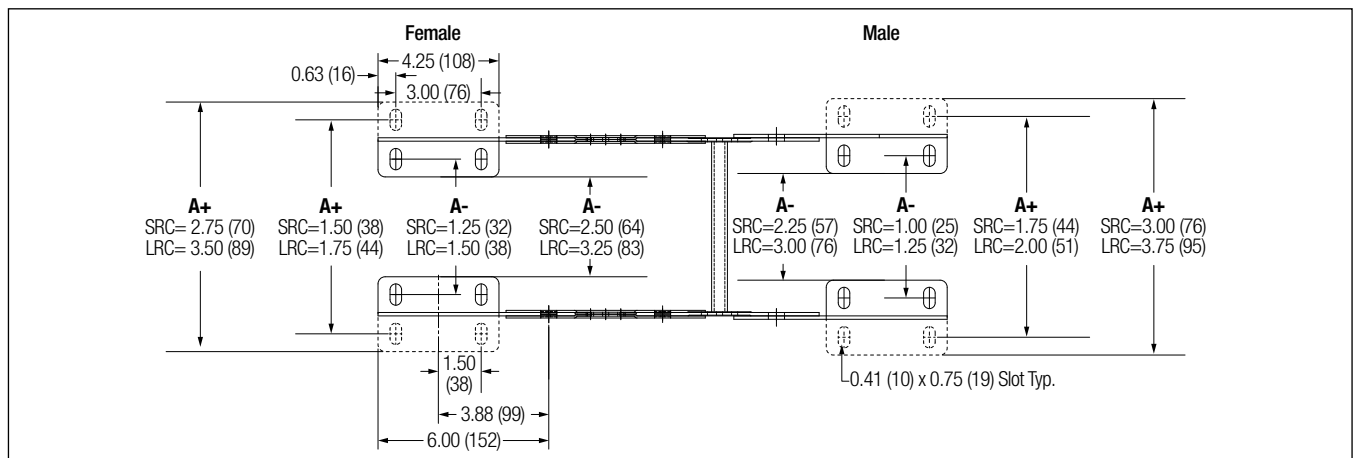 Female
Male
4.25 (108)
0.63 (16)
3.00 (76)
A+
SRC= 2.75 (70)
LRC= 3.50 (89)
A+
SRC=1.50 (38)
LRC=1.75 (44)
A-
SRC=1.25 (32)
LRC=1.50 (38)
A-
SRC=2.50 (64)
LRC=3.25 (83)
A-
SRC=2.25 (57)
LRC=3.00 (76)
A-
SRC=1.00 (25)
LRC=1.25 (32)
A+
SRC=1.75 (44)
LRC=2.00 (51)
A+
SRC=3.00 (76)
LRC=3.75 (95)
1.50
(38)
0.41 (10) x 0.75 (19) Slot Typ.
3.88 (99)
6.00 (152)